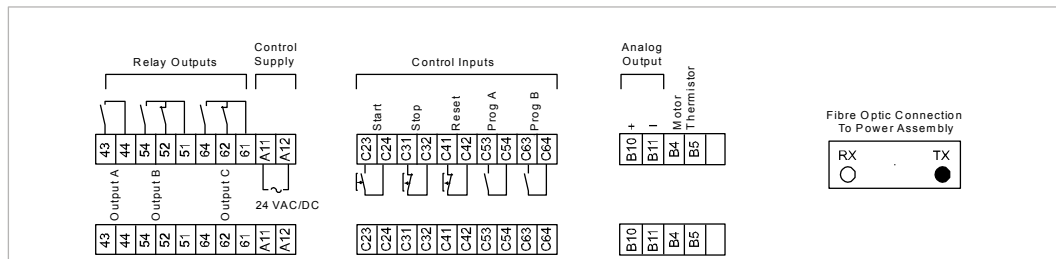 Relay Outputs
Control
Supply
Control Inputs
Analog
Output
Start
Stop
Reset
Prog A
Prog B
+
I
Motor
Thermistor
43 44 54 52 51 64 62 61 A11 A12
C23 C24 C31 C32 C41 C42 C53 C54 C63 C64
B10 B11 B4 B5
Fibre Optic Connection
To Power Assembly
RX TX
Output A
Output B
Output C
24 VAC/DC
43 44 54 52 51 64 62 61 A11 A12
C23 C24 C31 C32 C41 C42 C53 C54 C63 C64
B10 B11 B4 B5